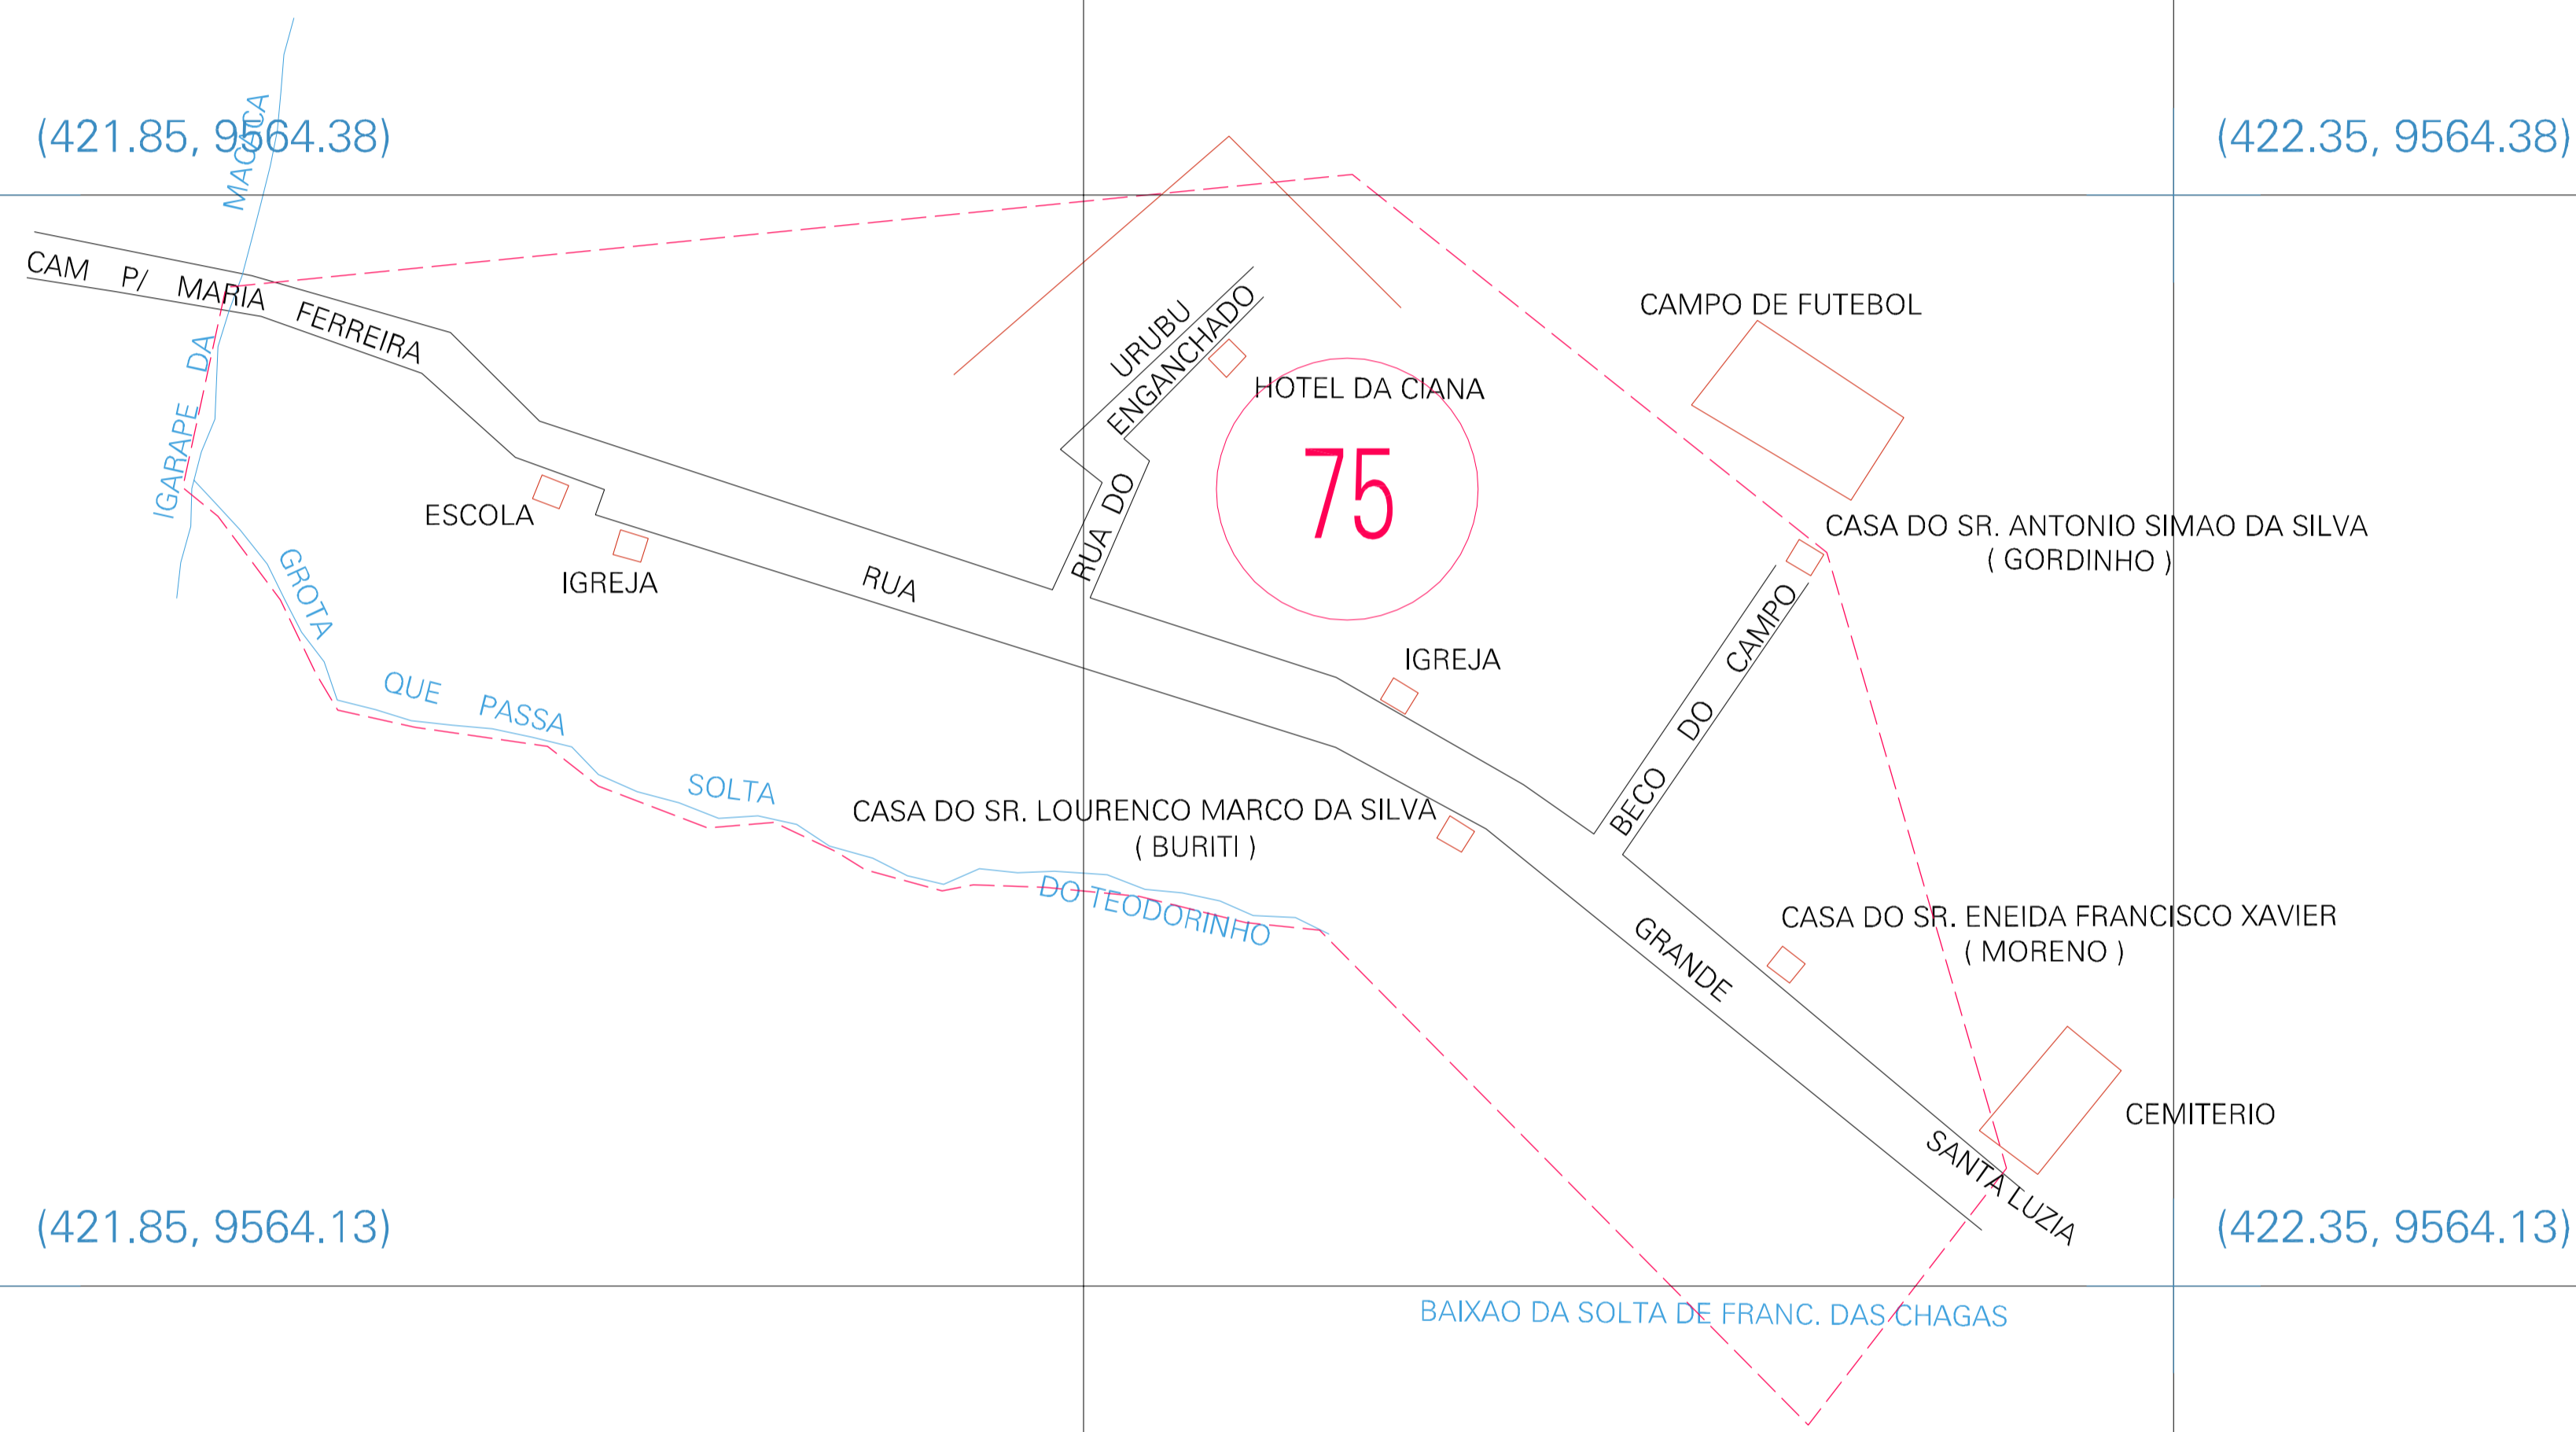 (421.85, 9564.38)
(422.35, 9564.38)
IGARAPE DA MACACA
CAM P/ MARIA FERREIRA
URUBU
RUA DO ENGANCHADO
HOTEL DA CIANA
75
CAMPO DE FUTEBOL
ESCOLA
IGREJA
RUA GRANDE SANTA LUZIA
CASA DO SR. ANTONIO SIMAO DA SILVA
( GORDINHO )
GROTA QUE PASSA SOLTA DO TEODORINHO
IGREJA
BECO DO CAMPO
CASA DO SR. LOURENCO MARCO DA SILVA
( BURITI )
CASA DO SR. ENEIDA FRANCISCO XAVIER
( MORENO )
CEMITERIO
(421.85, 9564.13)
(422.35, 9564.13)
BAIXAO DA SOLTA DE FRANC. DAS CHAGAS